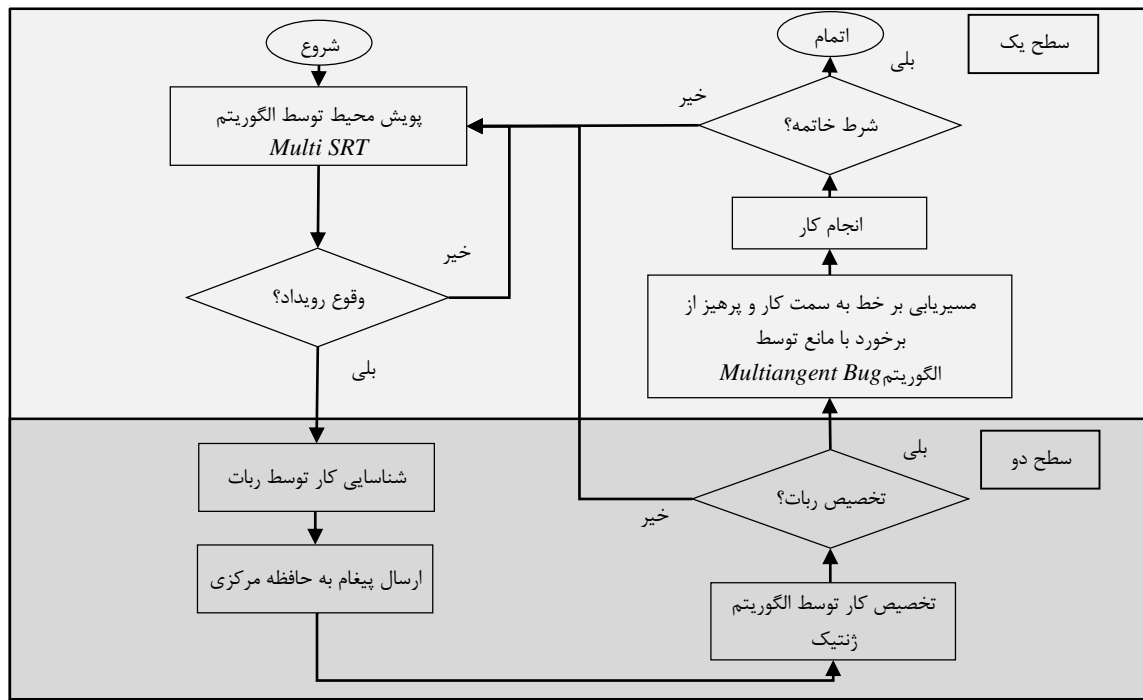 سطح یک
اتمام
شروع
بلی
خیر
پویش محیط توسط الگوریتم
Multi SRT
شرط خاتمه؟
انجام کار
خیر
وقوع رویداد؟
مسیریابی بر خط به سمت کار و پرهیز از
برخورد با مانع توسط
الگوریتم Multiangent Bug
بلی
سطح دو
بلی
شناسایی کار توسط ربات
تخصیص ربات؟
خیر
ارسال پیغام به حافظه مرکزی
تخصیص کار توسط الگوریتم
ژنتیک